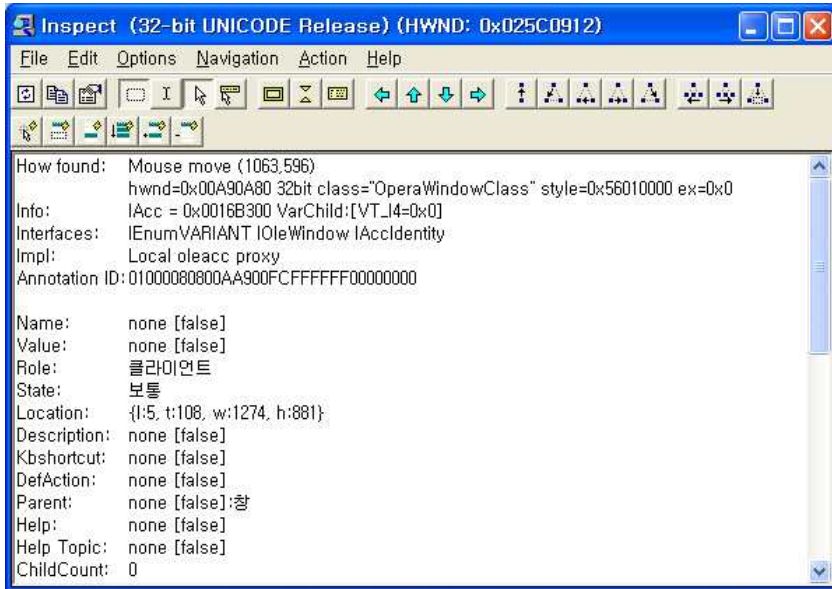 Inspect (32-bit UNICODE Release) (HWND: 0x025C0912)
File Edit Options Navigation Action Help
How found: Mouse move (1063,596)
hwnd=0x00A90A80 32bit class="OperaWindowClass" style=0x56010000 ex=0x0
Info: IAcc = 0x0016B300 VarChild:[VT_I4=0x0]
Interfaces: IEnumVARIANT IOleWindow IAccIdentity
Impl: Local oleacc proxy
Annotation ID: 01000080800AA900FCFFFFFF00000000
Name: none [false]
Value: none [false]
Role: 클라이언트
State: 보통
Location: {l:5, t:108, w:1274, h:881}
Description: none [false]
Kbshortcut: none [false]
DefAction: none [false]
Parent: none [false]:창
Help: none [false]
Help Topic: none [false]
ChildCount: 0